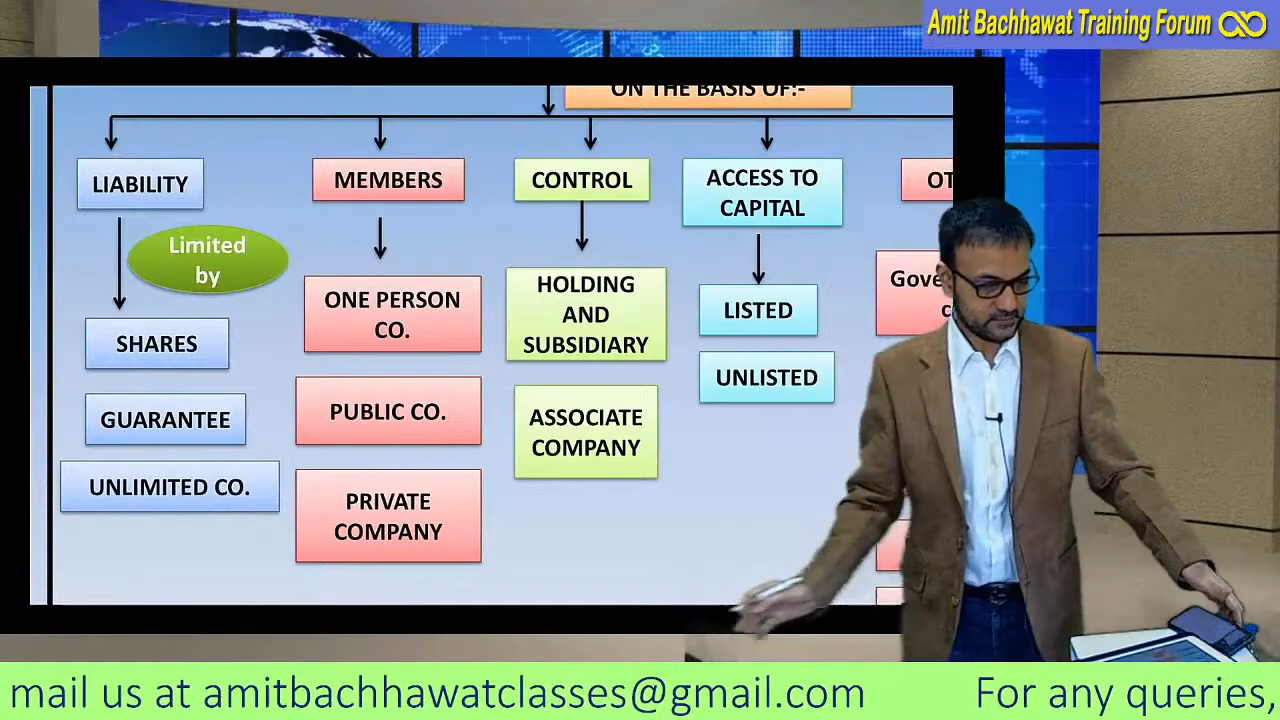 Amit Bachhawat Training Forum
ON THE BASIS OF:-
LIABILITY
Limited
by
SHARES
GUARANTEE
UNLIMITED CO.
MEMBERS
ONE PERSON
CO.
PUBLIC CO.
PRIVATE
COMPANY
CONTROL
HOLDING
AND
SUBSIDIARY
ASSOCIATE
COMPANY
ACCESS TO
CAPITAL
LISTED
UNLISTED
mail us at amitbachhawatclasses@gmail.com For any queries,